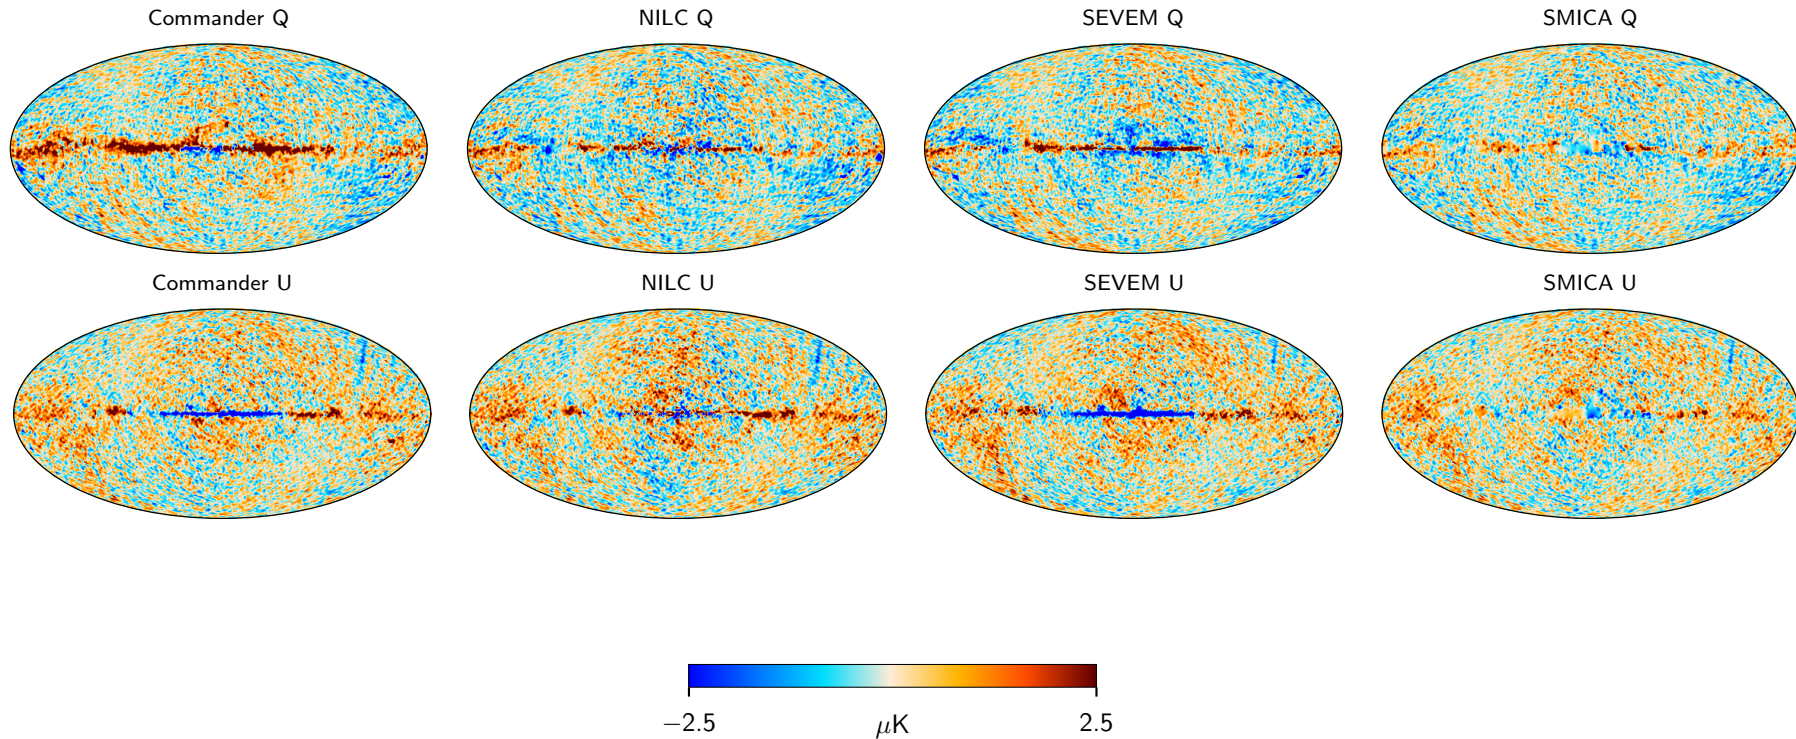 Commander Q
NILC Q
SEVEM Q
SMICA Q
Commander U
NILC U
SEVEM U
SMICA U
−2.5
μK
2.5